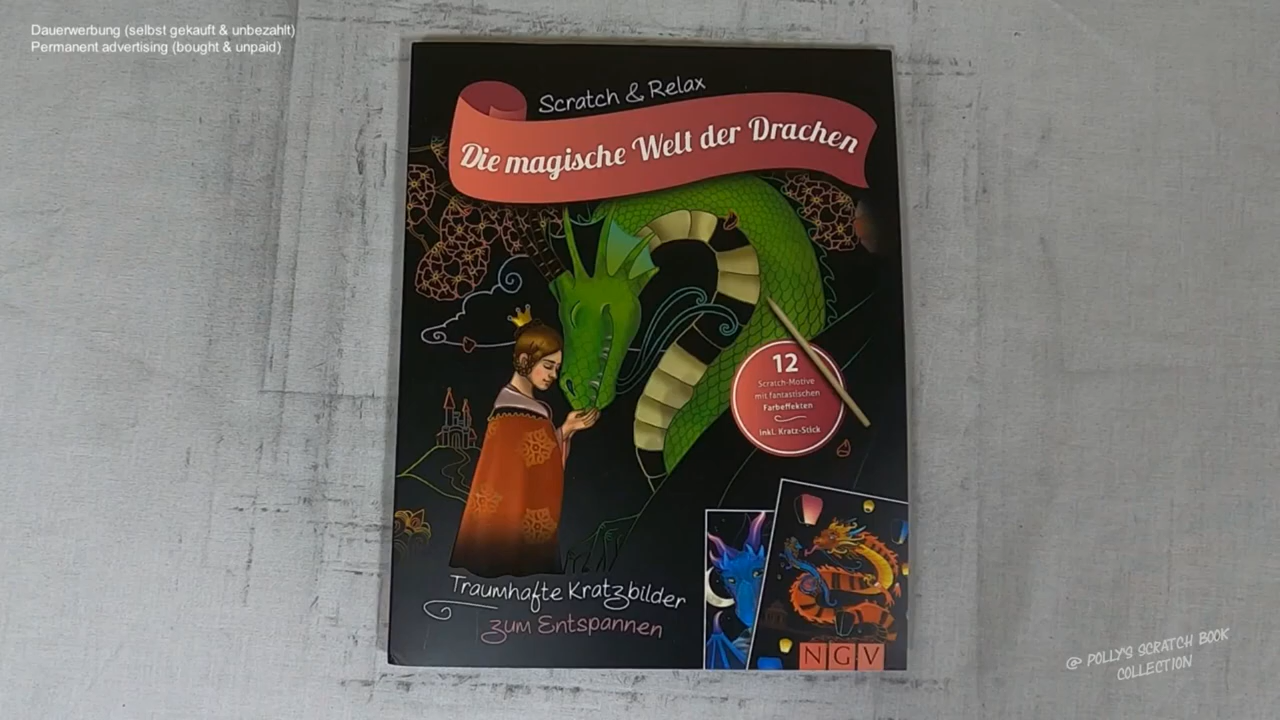 Dauerwerbung (selbst gekauft & unbezahlt)
Permanent advertising (bought & unpaid)
Scratch & Relax
Die magische Welt der Drachen
12
Scratch-Motive
mit fantastischen
Farbeffekten
inkl. Kratz-Stick
Traumhafte Kratzbilder
zum Entspannen
NGV
@ POLLY'S SCRATCH BOOK
COLLECTION